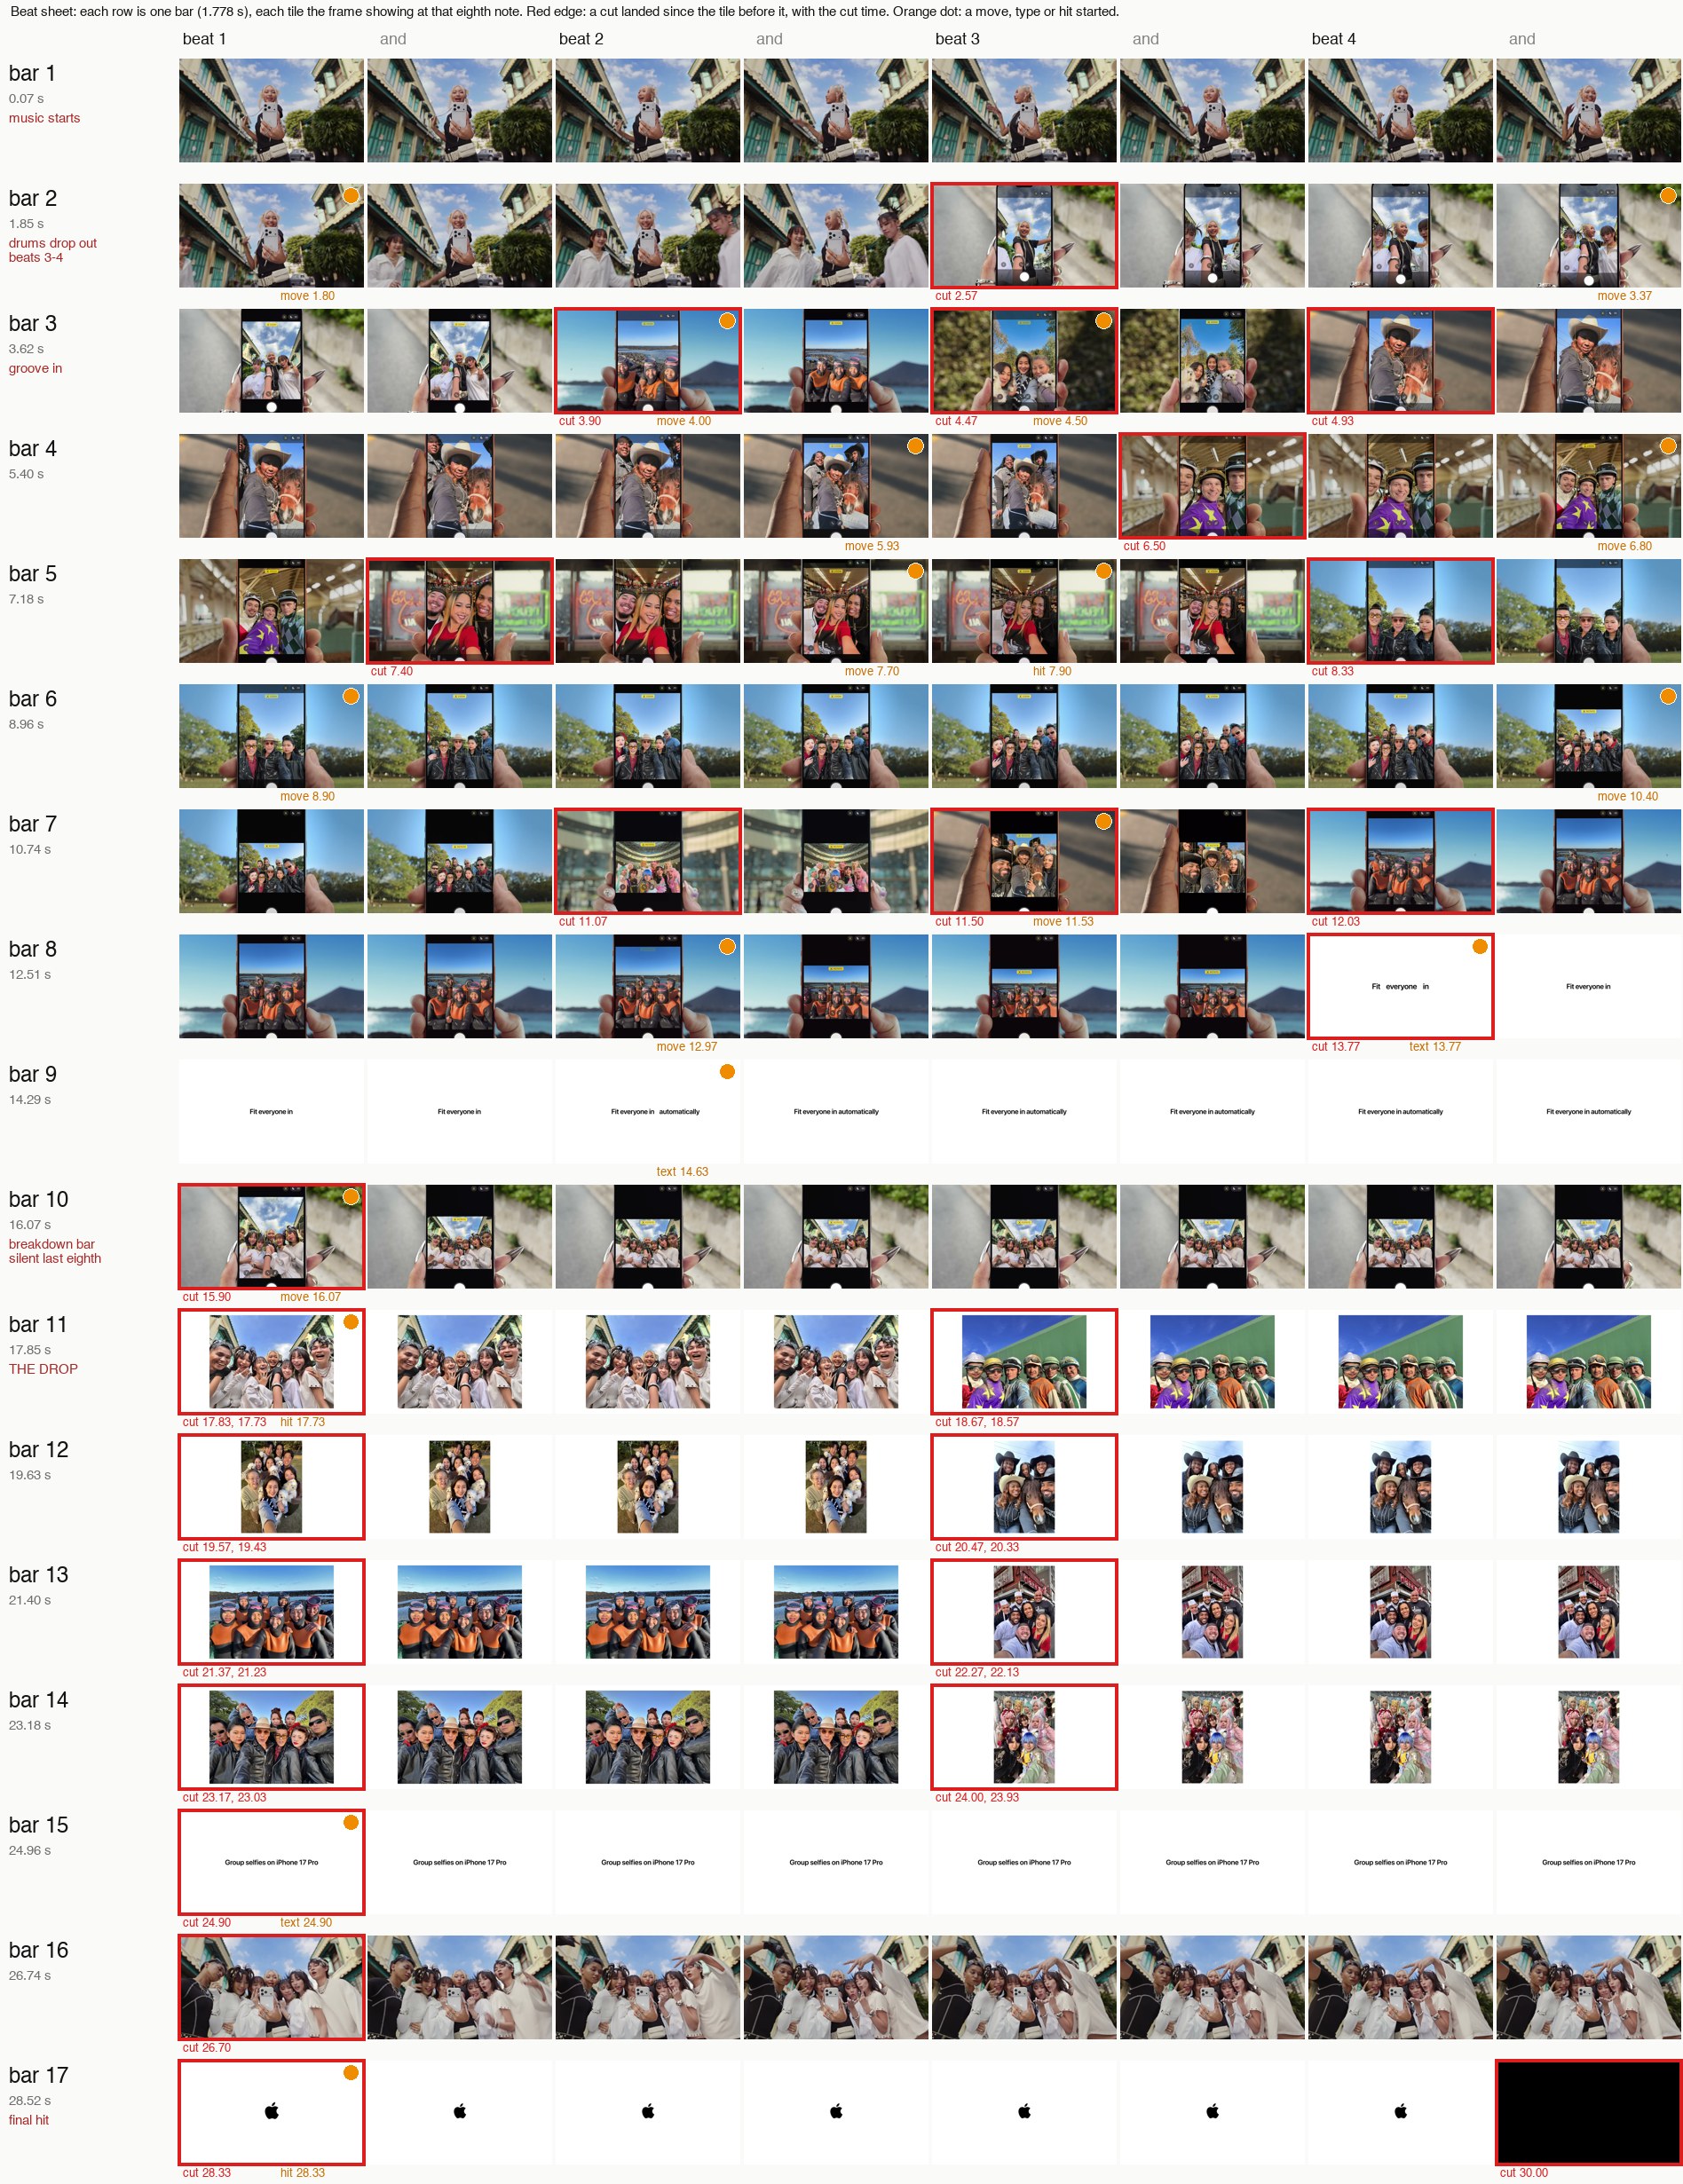 Beat sheet: each row is one bar (1.778 s), each tile the frame showing at that eighth note. Red edge: a cut landed since the tile before it, with the cut time. Orange dot: a move, type or hit started.
beat 1 and beat 2 and beat 3 and beat 4 and
bar 1
0.07 s
music starts
bar 2
1.85 s
drums drop out
beats 3-4
move 1.80 cut 2.57 move 3.37
bar 3
3.62 s
groove in
cut 3.90 move 4.00 cut 4.47 move 4.50 cut 4.93
bar 4
5.40 s
move 5.93 cut 6.50 move 6.80
bar 5
7.18 s
cut 7.40 move 7.70 hit 7.90 cut 8.33
bar 6
8.96 s
move 8.90 move 10.40
bar 7
10.74 s
cut 11.07 cut 11.50 move 11.53 cut 12.03
bar 8
12.51 s
Fit everyone in
Fit everyone in
move 12.97 cut 13.77 text 13.77
bar 9
14.29 s
Fit everyone in
Fit everyone in
Fit everyone in automatically
Fit everyone in automatically
Fit everyone in automatically
Fit everyone in automatically
Fit everyone in automatically
Fit everyone in automatically
text 14.63
bar 10
16.07 s
breakdown bar
silent last eighth
cut 15.90 move 16.07
bar 11
17.85 s
THE DROP
cut 17.83, 17.73 hit 17.73 cut 18.67, 18.57
bar 12
19.63 s
cut 19.57, 19.43 cut 20.47, 20.33
bar 13
21.40 s
cut 21.37, 21.23 cut 22.27, 22.13
bar 14
23.18 s
cut 23.17, 23.03 cut 24.00, 23.93
bar 15
24.96 s
Group selfies on iPhone 17 Pro
Group selfies on iPhone 17 Pro
Group selfies on iPhone 17 Pro
Group selfies on iPhone 17 Pro
Group selfies on iPhone 17 Pro
Group selfies on iPhone 17 Pro
Group selfies on iPhone 17 Pro
Group selfies on iPhone 17 Pro
cut 24.90 text 24.90
bar 16
26.74 s
cut 26.70
bar 17
28.52 s
final hit
cut 28.33 hit 28.33 cut 30.00